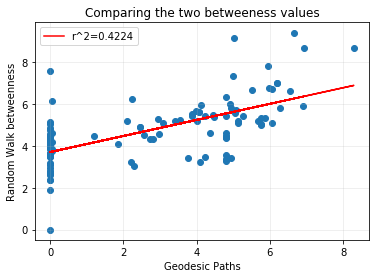 Comparing the two betweeness values
r^2=0.4224
Random Walk betweenness
8
6
4
2
0
0 2 4 6 8
Geodesic Paths